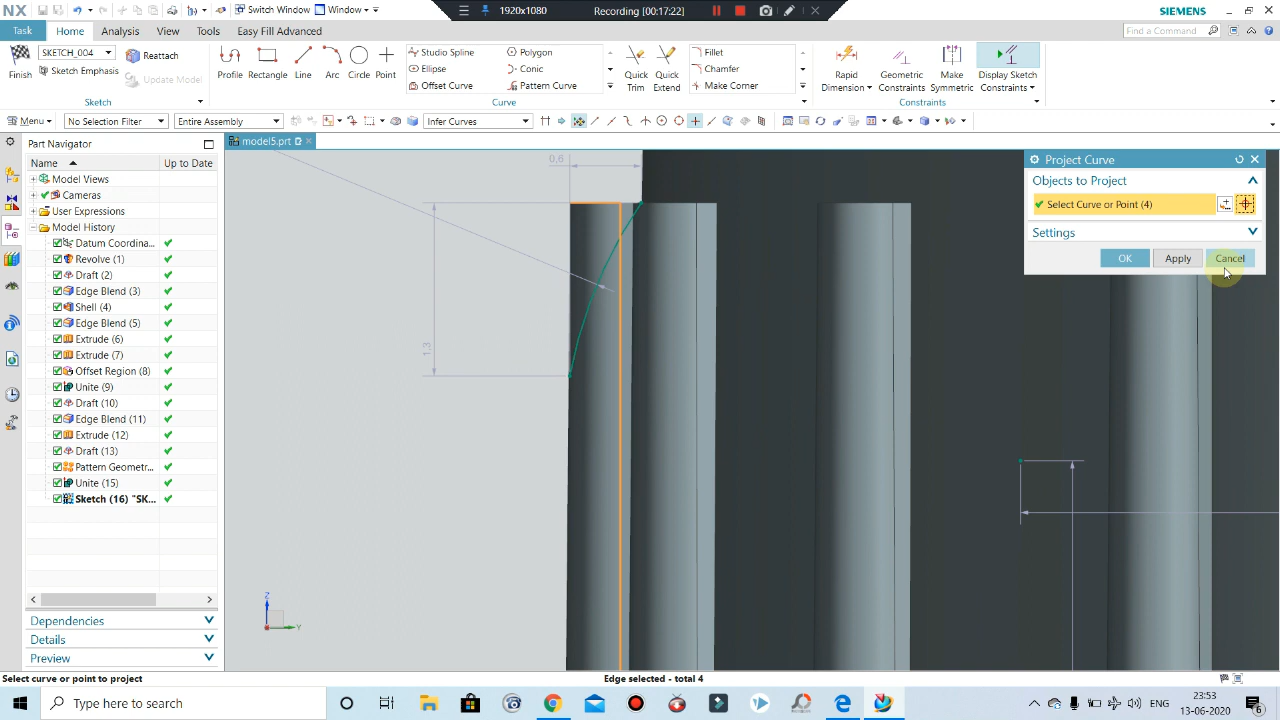 NX
Switch Window
Window
1920x1080
Recording [00:17:22]
SIEMENS
Task
Home
Analysis
View
Tools
Easy Fill Advanced
Find a Command
SKETCH_004
Reattach
Sketch Emphasis
Update Model
Finish
Sketch
Profile
Rectangle
Line
Arc
Circle
Point
Studio Spline
Polygon
Ellipse
Conic
Offset Curve
Pattern Curve
Quick Trim
Quick Extend
Fillet
Chamfer
Make Corner
Curve
Rapid Dimension
Geometric Constraints
Make Symmetric
Display Sketch Constraints
Constraints
Menu
No Selection Filter
Entire Assembly
Infer Curves
Part Navigator
model5.prt
Name
Up to Date
Model Views
Cameras
User Expressions
Model History
Datum Coordina...
Revolve (1)
Draft (2)
Edge Blend (3)
Shell (4)
Edge Blend (5)
Extrude (6)
Extrude (7)
Offset Region (8)
Unite (9)
Draft (10)
Edge Blend (11)
Extrude (12)
Draft (13)
Pattern Geometr...
Unite (15)
Sketch (16) "SK...
Dependencies
Details
Preview
0,6
1,3
Z
Y
Project Curve
Objects to Project
Select Curve or Point (4)
Settings
OK
Apply
Cancel
Select curve or point to project
Edge selected - total 4
Type here to search
ENG
23:53
13-06-2020
6